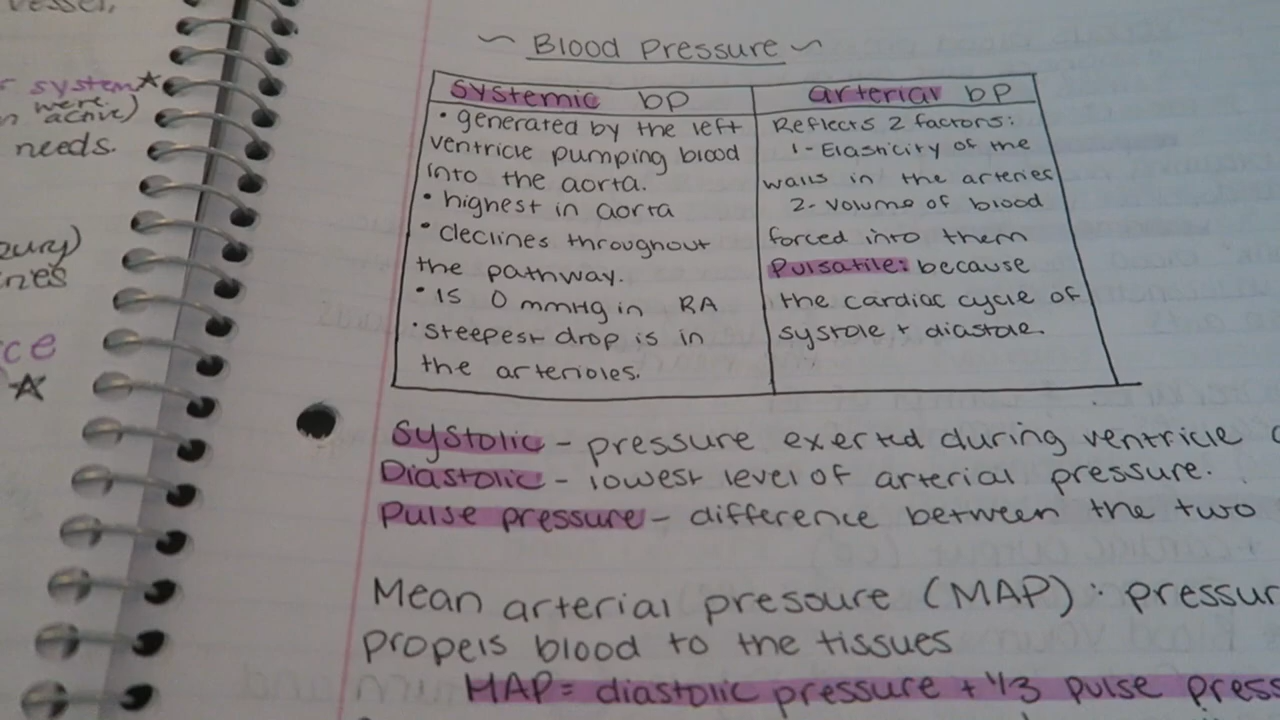 vessel,
system☆
were
active)
needs.
~ Blood Pressure ~
systemic bp
• generated by the left
ventricle pumping blood
into the aorta.
• highest in aorta
• declines throughout
the pathway.
• IS 0 mmHg in RA
• steepest drop is in
the arterioles.
arterial bp
Reflects 2 factors:
1- Elasticity of the
walls in the arteries
2- volume of blood
forced into them
Pulsatile: because
the cardiac cycle of
systole + diastole.
Systolic - pressure exerted during ventricle
Diastolic - lowest level of arterial pressure.
Pulse pressure - difference between the two
Mean arterial pressure (MAP): pressur
propels blood to the tissues
MAP = diastolic pressure + 1/3 pulse press